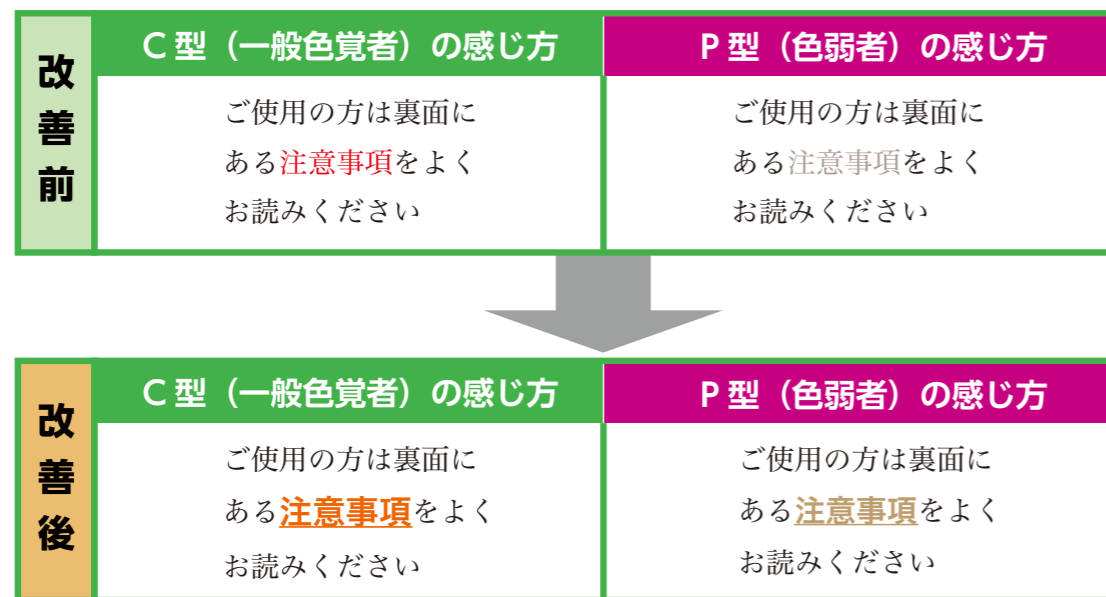 改善前
C型（一般色覚者）の感じ方
ご使用の方は裏面に
ある注意事項をよく
お読みください
P型（色弱者）の感じ方
ご使用の方は裏面に
ある注意事項をよく
お読みください
改善後
C型（一般色覚者）の感じ方
ご使用の方は裏面に
ある注意事項をよく
お読みください
P型（色弱者）の感じ方
ご使用の方は裏面に
ある注意事項をよく
お読みください